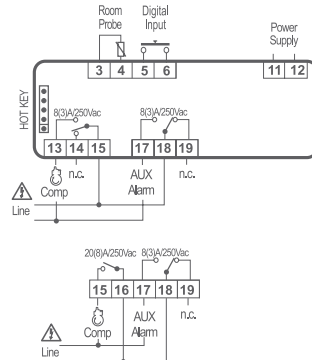 Room Probe
Digital Input
Power Supply
3 4 5 6 11 12
HOT KEY
8(3)A/250Vac 8(3)A/250Vac
13 14 15 17 18 19
Comp n.c. AUX Alarm n.c.
Line
20(8)A/250Vac 8(3)A/250Vac
15 16 17 18 19
Comp AUX Alarm n.c.
Line